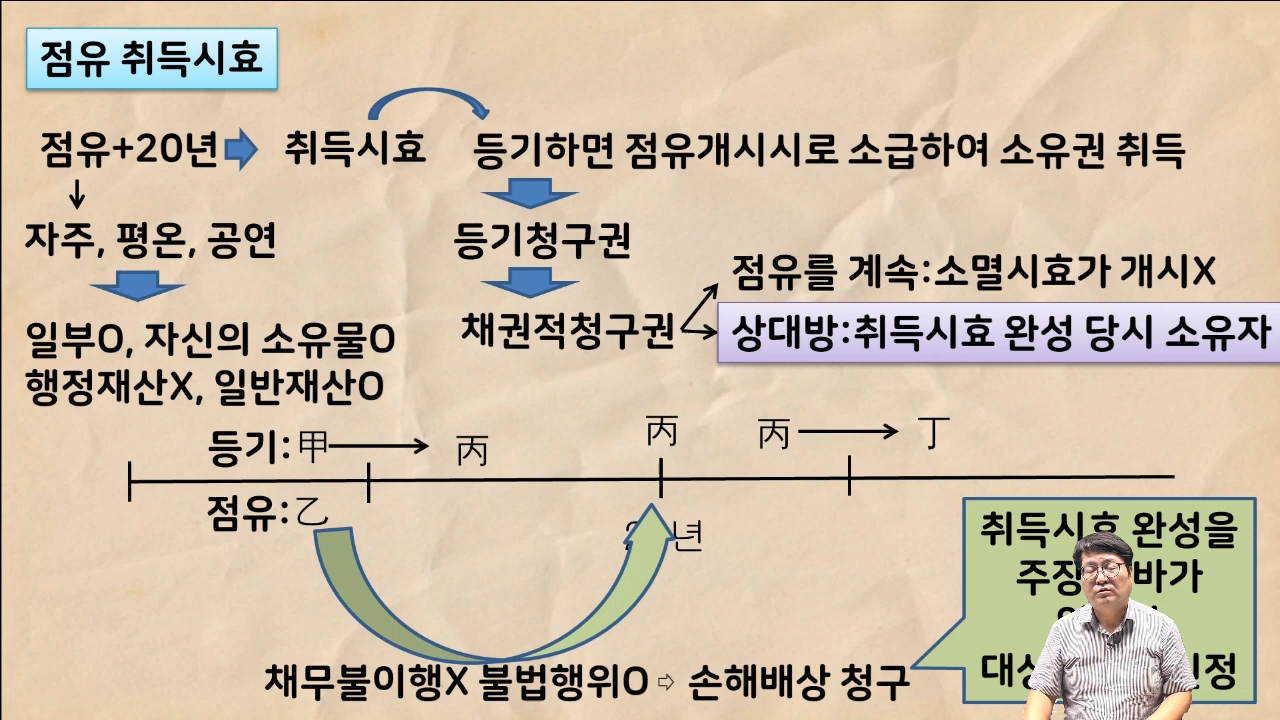 점유 취득시효
점유+20년 취득시효 등기하면 점유개시시로 소급하여 소유권 취득
자주, 평온, 공연
등기청구권
점유를 계속:소멸시효가 개시X
채권적청구권
상대방:취득시효 완성 당시 소유자
일부O, 자신의 소유물O
행정재산X, 일반재산O
등기:甲 丙 丙 丙 丁
점유:乙
년
취득시효 완성을
주장 바가
채무불이행X 불법행위O⇨ 손해배상 청구